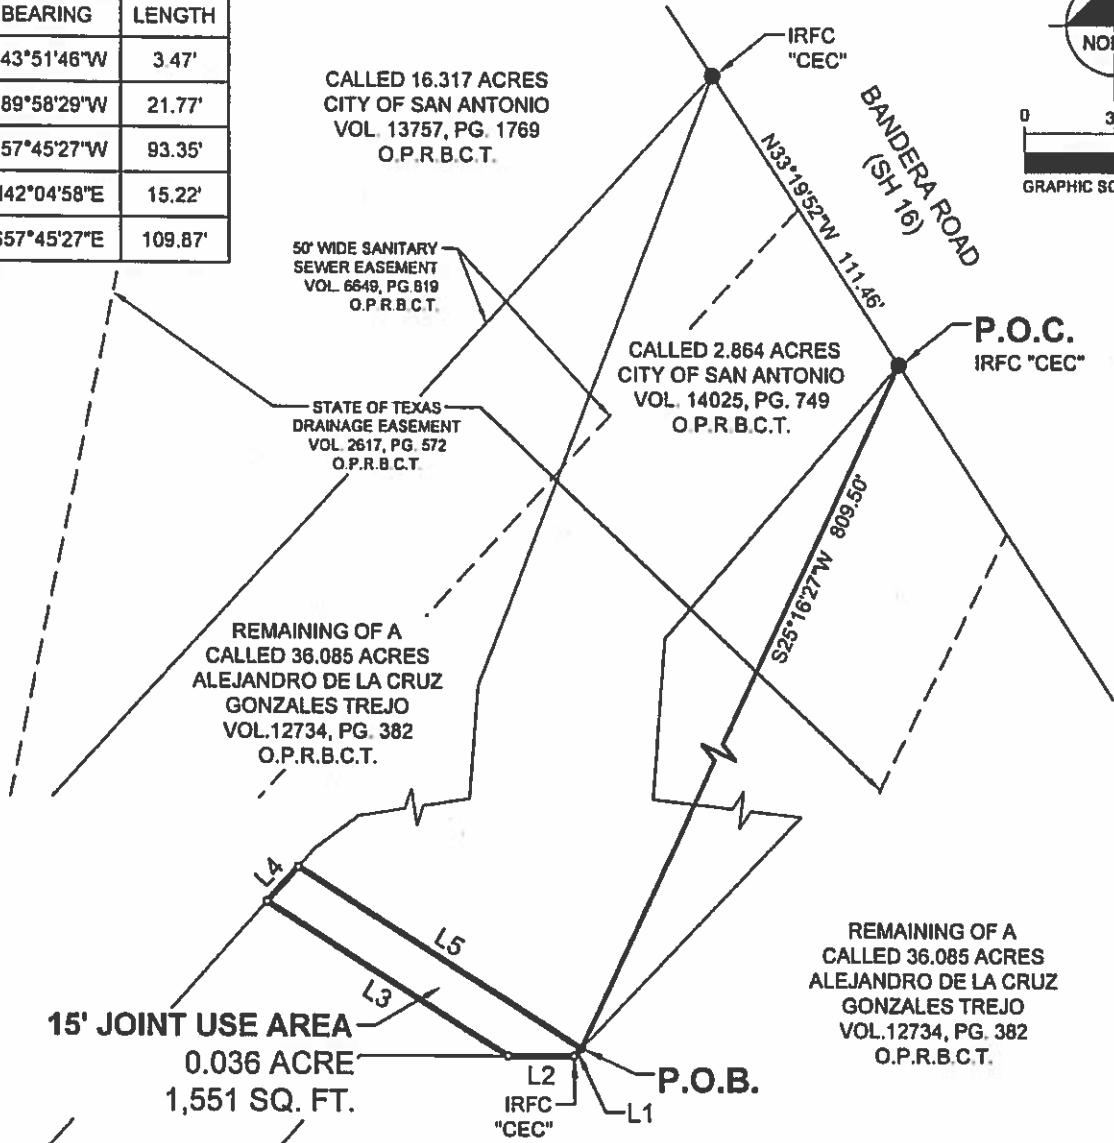 BEARING LENGTH
43°51'46"W 3.47'
89°58'29"W 21.77'
57°45'27"W 93.35'
42°04'58"E 15.22'
57°45'27"E 109.87'
IRFC
"CEC"
CALLED 16.317 ACRES
CITY OF SAN ANTONIO
VOL. 13757, PG. 1769
O.P.R.B.C.T.
BANDERA ROAD
(SH 16)
0 3
GRAPHIC SC
N33°19'52"W 111.46'
50' WIDE SANITARY
SEWER EASEMENT
VOL. 6649, PG.819
O.P.R.B.C.T.
P.O.C.
IRFC "CEC"
CALLED 2.864 ACRES
CITY OF SAN ANTONIO
VOL. 14025, PG. 749
O.P.R.B.C.T.
STATE OF TEXAS
DRAINAGE EASEMENT
VOL. 2617, PG. 572
O.P.R.B.C.T.
S25°16'27"W 809.50'
REMAINING OF A
CALLED 36.085 ACRES
ALEJANDRO DE LA CRUZ
GONZALES TREJO
VOL.12734, PG. 382
O.P.R.B.C.T.
L4
L5
L3
REMAINING OF A
CALLED 36.085 ACRES
ALEJANDRO DE LA CRUZ
GONZALES TREJO
VOL.12734, PG. 382
O.P.R.B.C.T.
15' JOINT USE AREA
0.036 ACRE
1,551 SQ. FT.
L2
IRFC
"CEC"
L1
P.O.B.